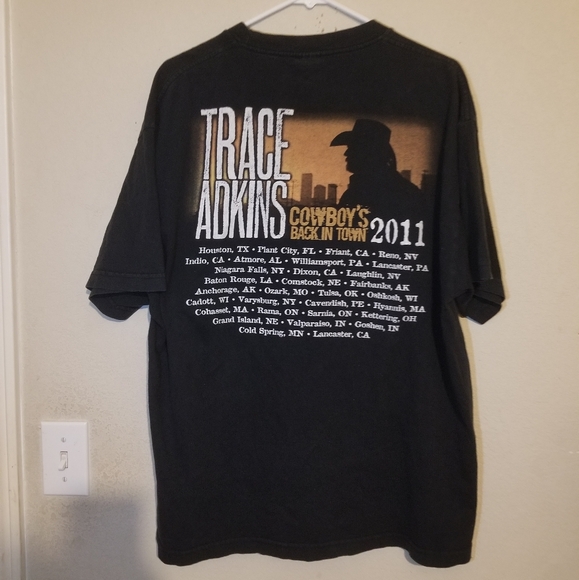 TRACE
ADKINS
COWBOY'S
BACK IN TOWN 2011
Houston, TX • Plant City, FL • Friant, CA • Reno, NV
Indio, CA • Atmore, AL • Williamsport, PA • Lancaster, PA
Niagara Falls, NY • Dixon, CA • Laughlin, NV
Baton Rouge, LA • Comstock, NE • Fairbanks, AK
Anchorage, AK • Ozark, MO • Tulsa, OK • Oshkosh, WI
Cadott, WI • Varysburg, NY • Cavendish, PE • Hyannis, MA
Cohasset, MA • Rama, ON • Sarnia, ON • Kettering, OH
Grand Island, NE • Valparaiso, IN • Goshen, IN
Cold Spring, MN • Lancaster, CA